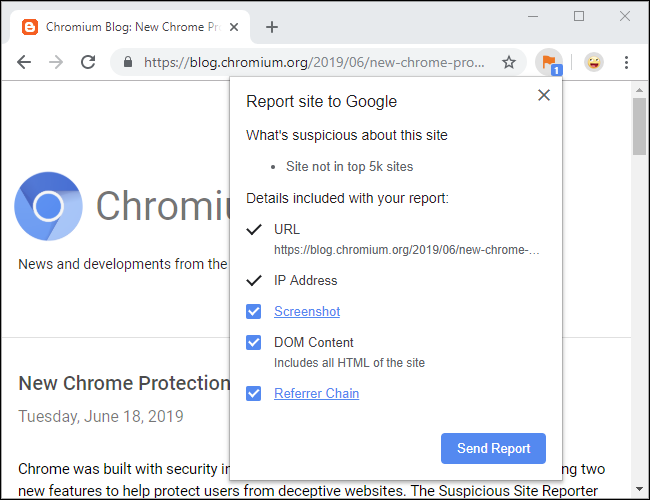 Chromium Blog: New Chrome Pro
https://blog.chromium.org/2019/06/new-chrome-pro...
1
Report site to Google
What's suspicious about this site
Site not in top 5k sites
Details included with your report:
URL
https://blog.chromium.org/2019/06/new-chrome-...
IP Address
Screenshot
DOM Content
Includes all HTML of the site
Referrer Chain
Send Report
Chromiu
News and developments from the
New Chrome Protection
Tuesday, June 18, 2019
Chrome was built with security in ing two
new features to help protect users from deceptive websites. The Suspicious Site Reporter